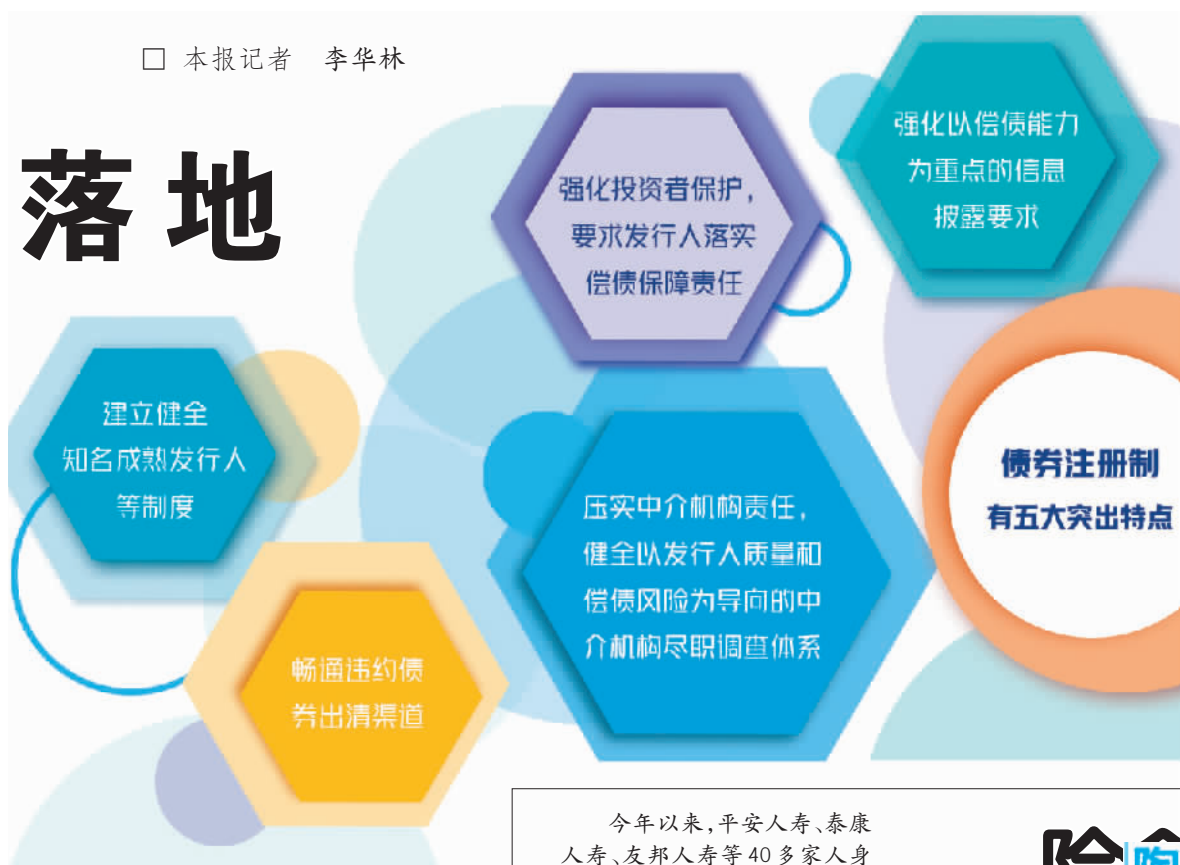 □ 本报记者 李华林
落地
强化以偿债能力
为重点的信息
披露要求
强化投资者保护,
要求发行人落实
偿债保障责任
建立健全
知名成熟发行人
等制度
债券注册制
有五大突出特点
压实中介机构责任,
健全以发行人质量和
偿债风险为导向的中
介机构尽职调查体系
畅通违约债
券出清渠道
今年以来,平安人寿、泰康
人寿、友邦人寿等40多家人身